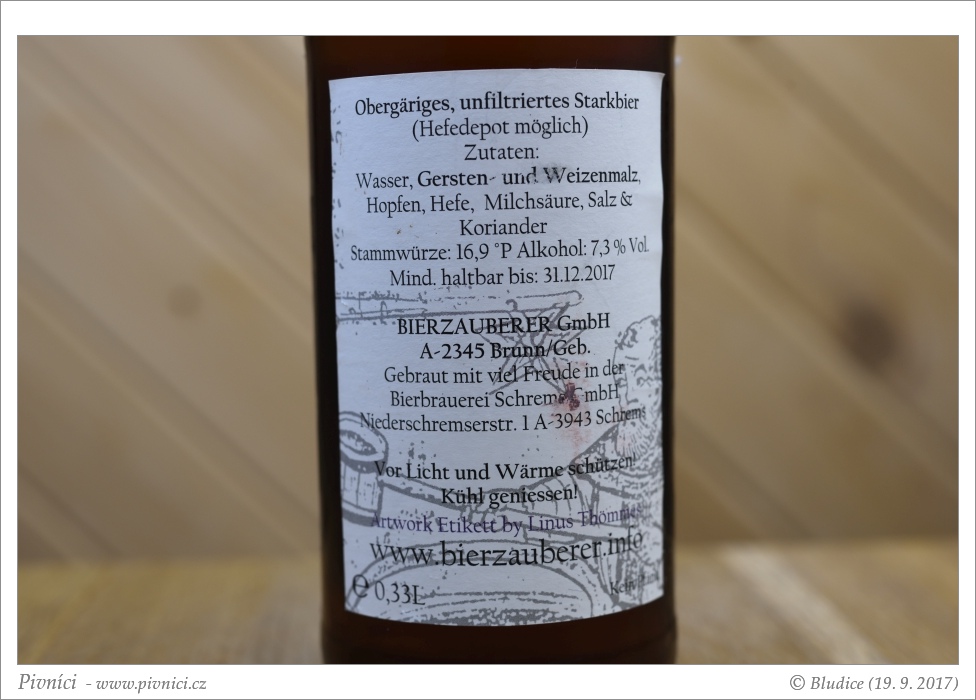 Obergäriges, unfiltriertes Starkbier
(Hefedepot möglich)
Zutaten:
Wasser, Gersten- und Weizenmalz,
Hopfen, Hefe, Milchsäure, Salz &
Koriander
Stammwürze: 16,9 °P Alkohol: 7,3 % Vol.
Mind. haltbar bis: 31.12.2017
BIERZAUBERER GmbH
A-2345 Brunn/Geb.
Gebraut mit viel Freude in der
Bierbrauerei Schrems GmbH
Niederschremserstr. 1 A-3943 Schrems
Vor Licht und Wärme schützen!
Kühl geniessen!
Artwork Etikett by Linus Thömmes
www.bierzauberer.info
e 0,33L
Pivníci - www.pivnici.cz
© Bludice (19. 9. 2017)